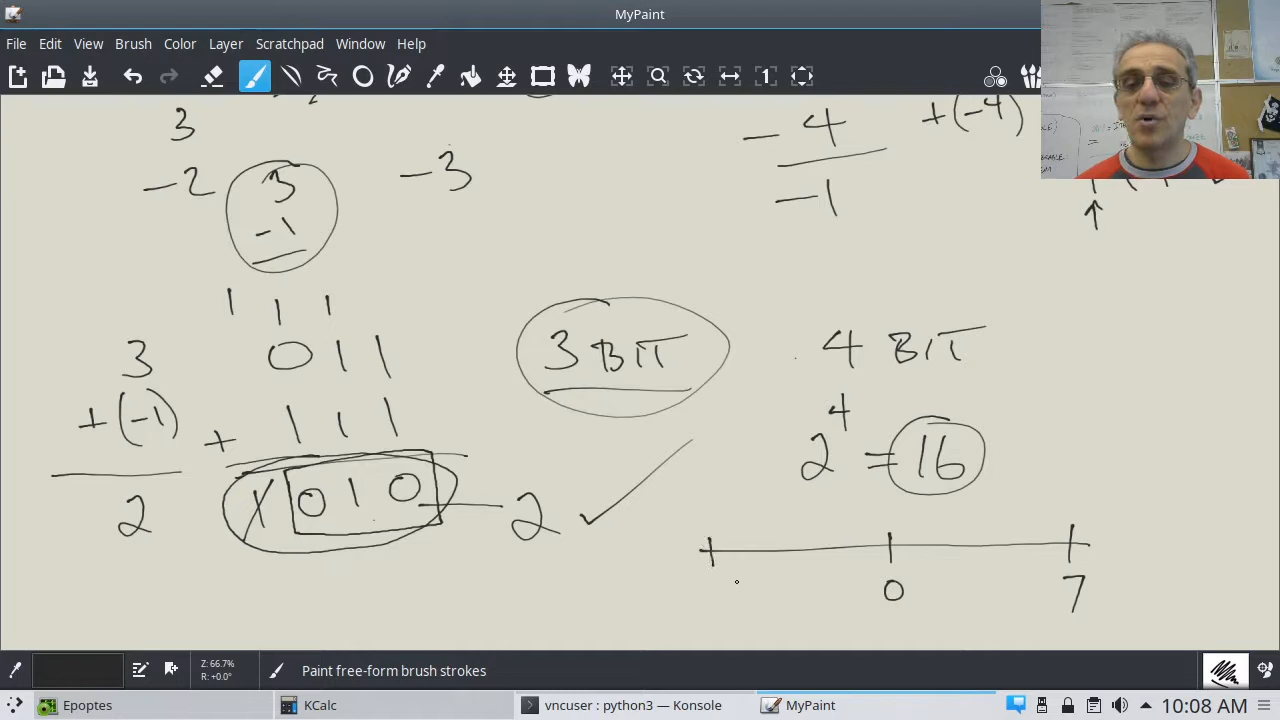 MyPaint
File Edit View Brush Color Layer Scratchpad Window Help
3
-2 3 -3
-1
-4 +(-4)
-1
1 1 1
3 0 1 1
+(-1) + 1 1 1
2 1 0 1 0 2
3 BIT 4 BIT
2^4 = 16
0 7
Z: 66.7%
R: +0.0°
Paint free-form brush strokes
Epoptes KCalc vncuser : python3 — Konsole MyPaint 10:08 AM